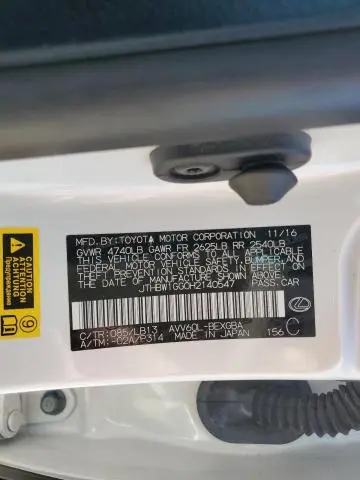 MFD.BY:TOYOTA MOTOR CORPORATION 11/16
GVWR 4740LB GAWR FR 2625LB RR 2540LB
THIS VEHICLE CONFORMS TO ALL APPLICABLE
FEDERAL MOTOR VEHICLE SAFETY, BUMPER, AND
THEFT PREVENTION STANDARDS IN EFFECT ON
THE DATE OF MANUFACTURE SHOWN ABOVE.
JTHBW1GG0H2140547 PASS.CAR
C/TR:085/LB13 AVV60L-BEXGBA
A/TM:-02A/P314 MADE IN JAPAN 156C
9